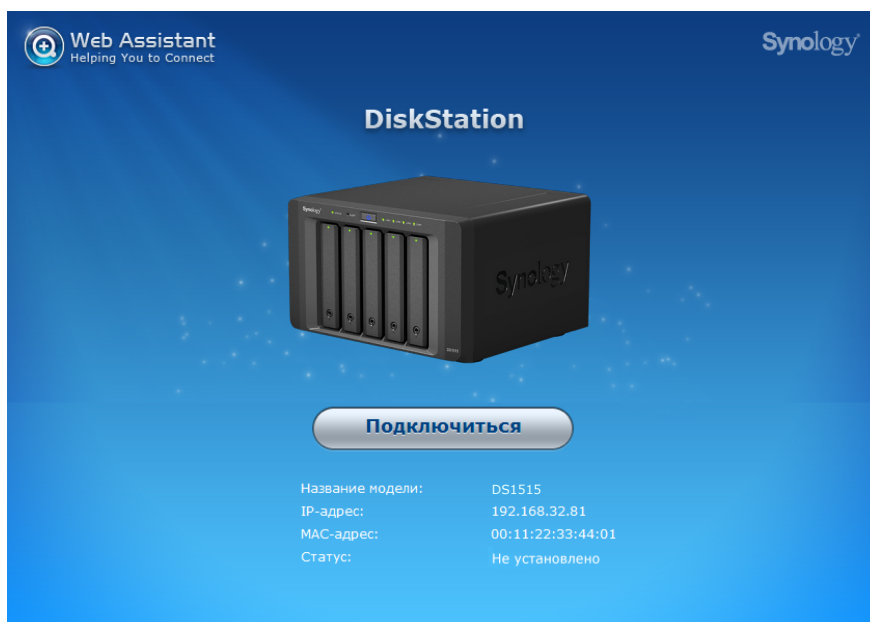 Web Assistant
Helping You to Connect
Synology
DiskStation
Synology
Synology
Подключиться
Название модели: DS1515
IP-адрес: 192.168.32.81
MAC-адрес: 00:11:22:33:44:01
Статус: Не установлено